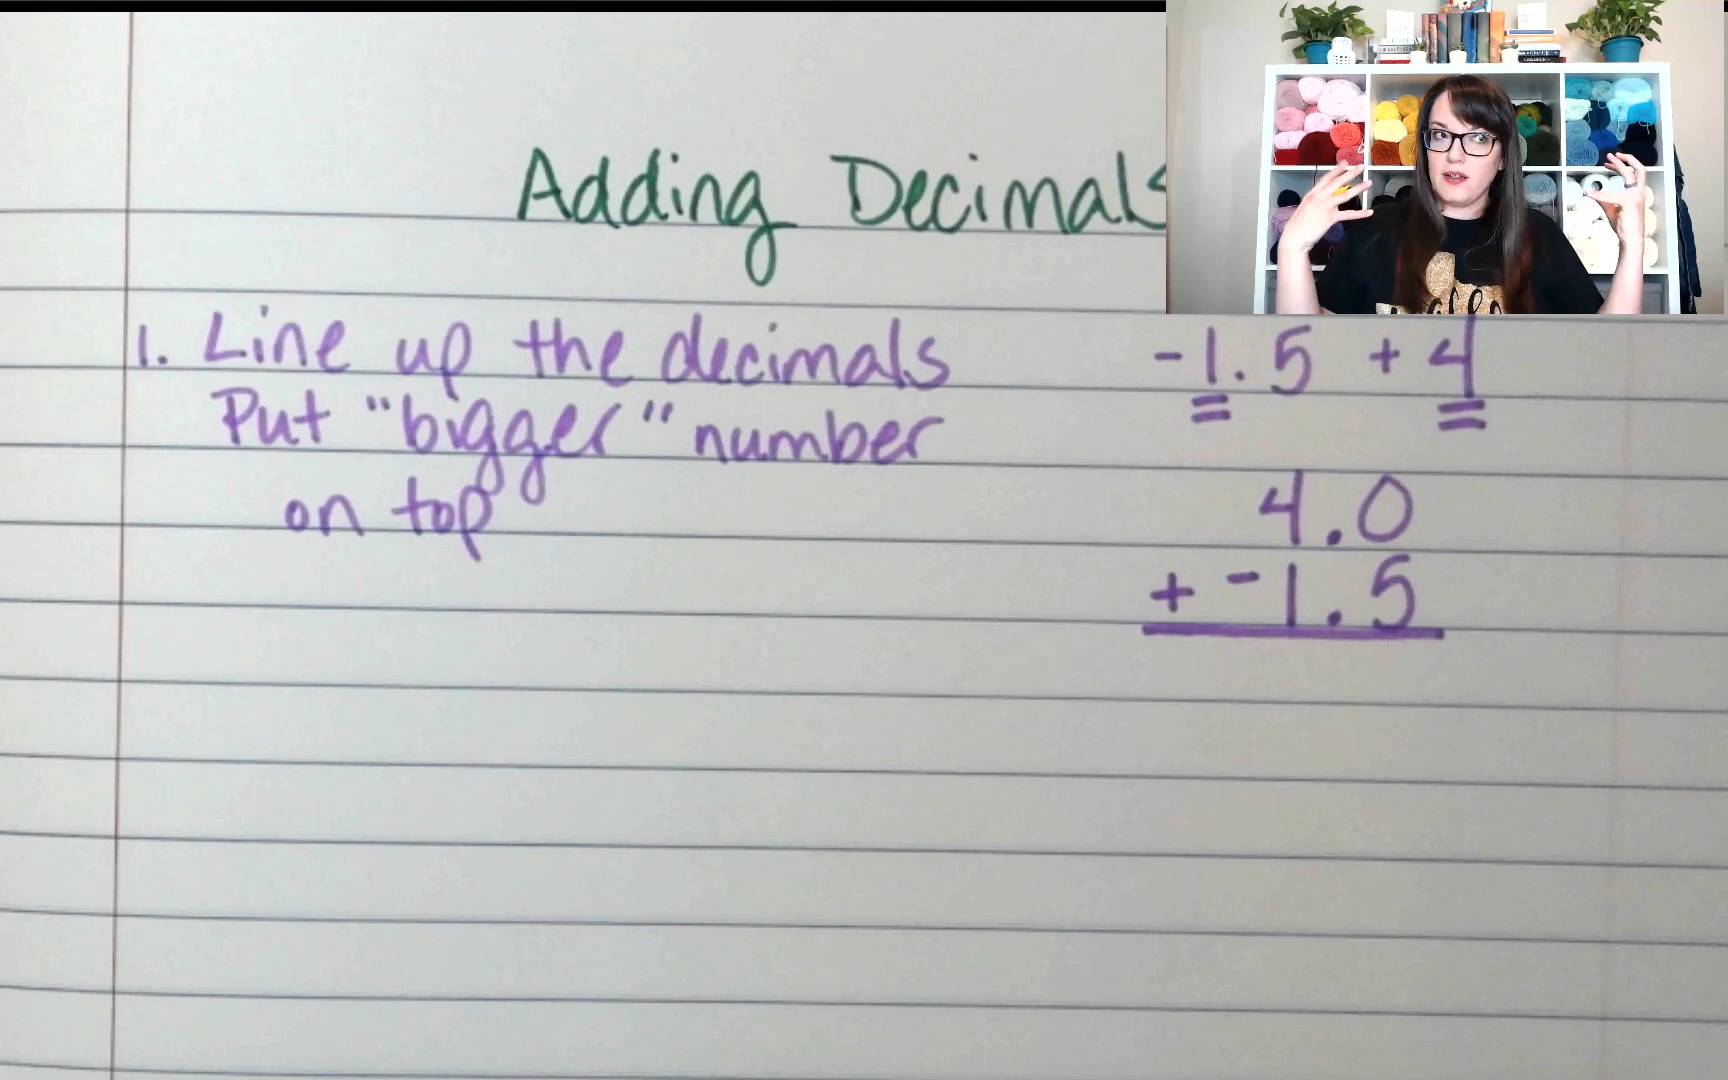 Adding Decimals
1. Line up the decimals
Put "bigger" number
on top
-1.5 + 4
4.0
+ -1.5